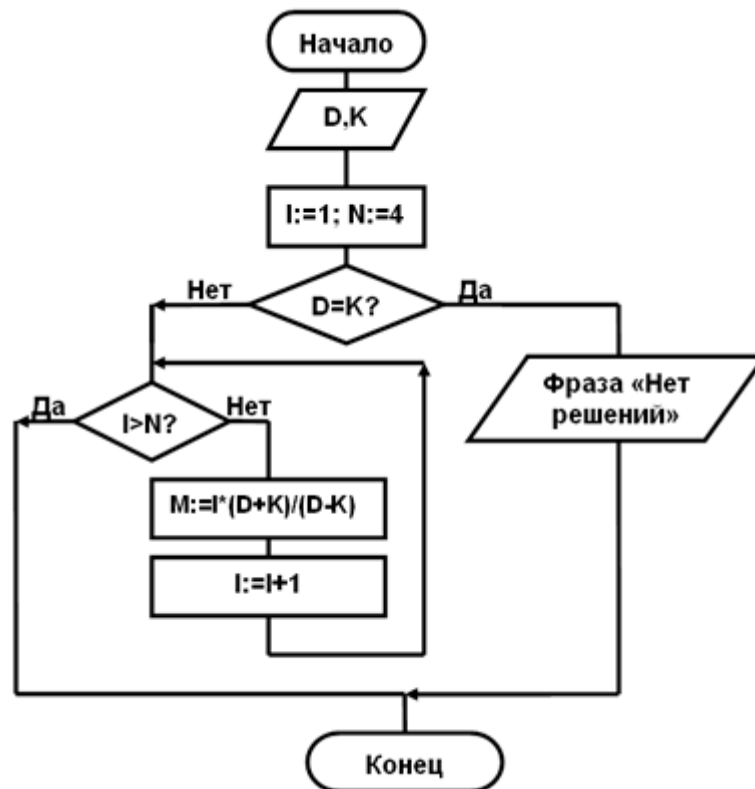 Начало
D,K
I:=1; N:=4
Нет
D=K?
Да
Да
I>N?
Нет
Фраза «Нет
решений»
M:=I*(D+K)/(D-K)
I:=I+1
Конец